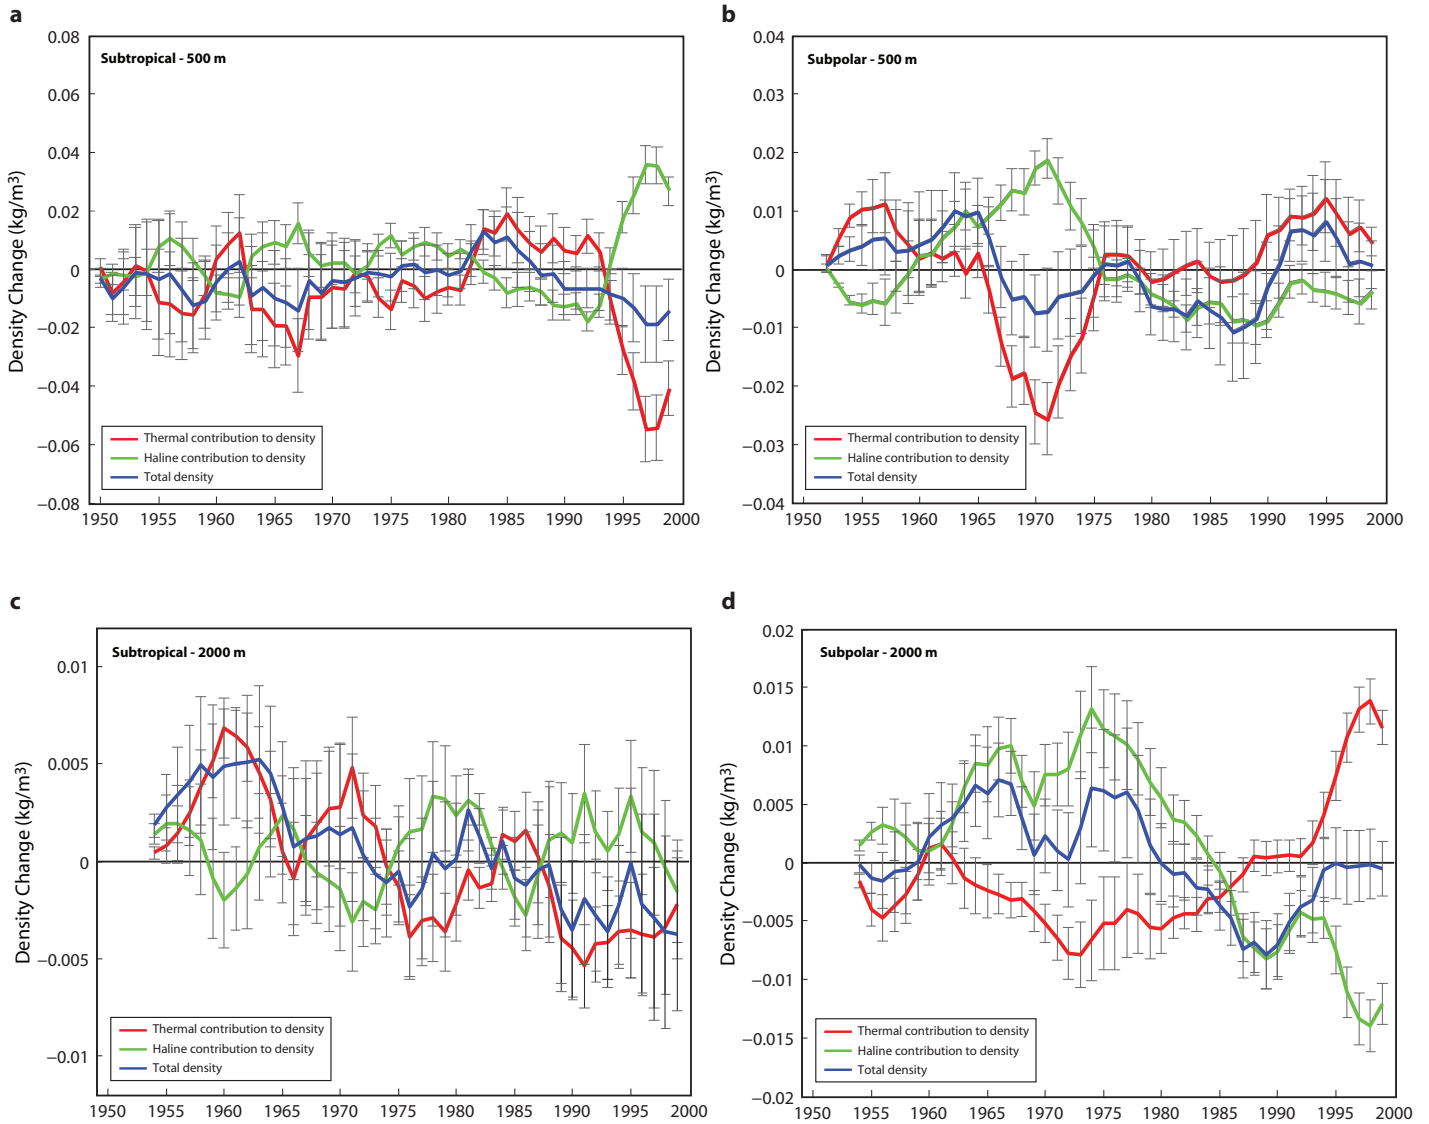 a
Subtropical - 500 m
Density Change (kg/m³)
0.08
0.06
0.04
0.02
0
−0.02
−0.04
−0.06
−0.08
Thermal contribution to density
Haline contribution to density
Total density
1950 1955 1960 1965 1970 1975 1980 1985 1990 1995 2000
b
Subpolar - 500 m
Density Change (kg/m³)
0.04
0.03
0.02
0.01
0
−0.01
−0.02
−0.03
−0.04
Thermal contribution to density
Haline contribution to density
Total density
1950 1955 1960 1965 1970 1975 1980 1985 1990 1995 2000
c
Subtropical - 2000 m
Density Change (kg/m³)
0.01
0.005
0
−0.005
−0.01
Thermal contribution to density
Haline contribution to density
Total density
1950 1955 1960 1965 1970 1975 1980 1985 1990 1995 2000
d
Subpolar - 2000 m
Density Change (kg/m³)
0.02
0.015
0.01
0.005
0
−0.005
−0.01
−0.015
−0.02
Thermal contribution to density
Haline contribution to density
Total density
1950 1955 1960 1965 1970 1975 1980 1985 1990 1995 2000